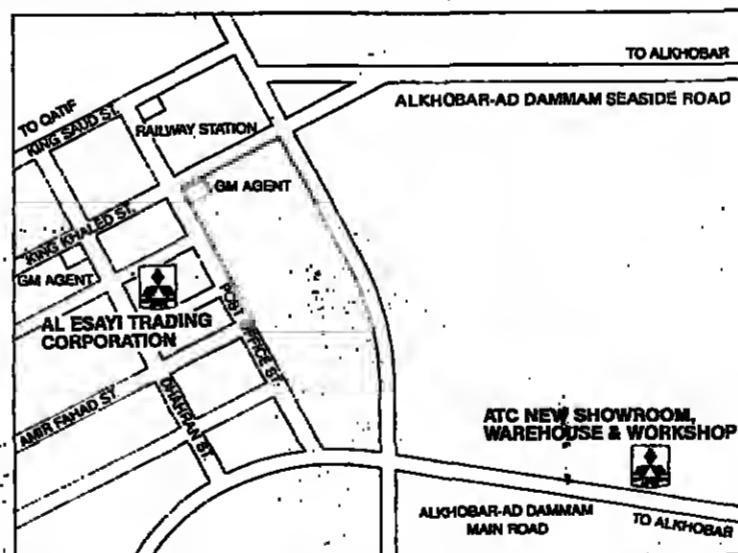 TO ALKHOBAR
ALKHOBAR-AD DAMMAM SEASIDE ROAD
TO QATIF
KING SAUD ST.
RAILWAY STATION
GM AGENT
KING KHALED ST.
GM AGENT
AL ESAYI TRADING
CORPORATION
POST OFFICE ST.
AMIR FAHAD ST.
DHAHRAN ST.
ATC NEW SHOWROOM,
WAREHOUSE & WORKSHOP
ALKHOBAR-AD DAMMAM
MAIN ROAD
TO ALKHOBAR